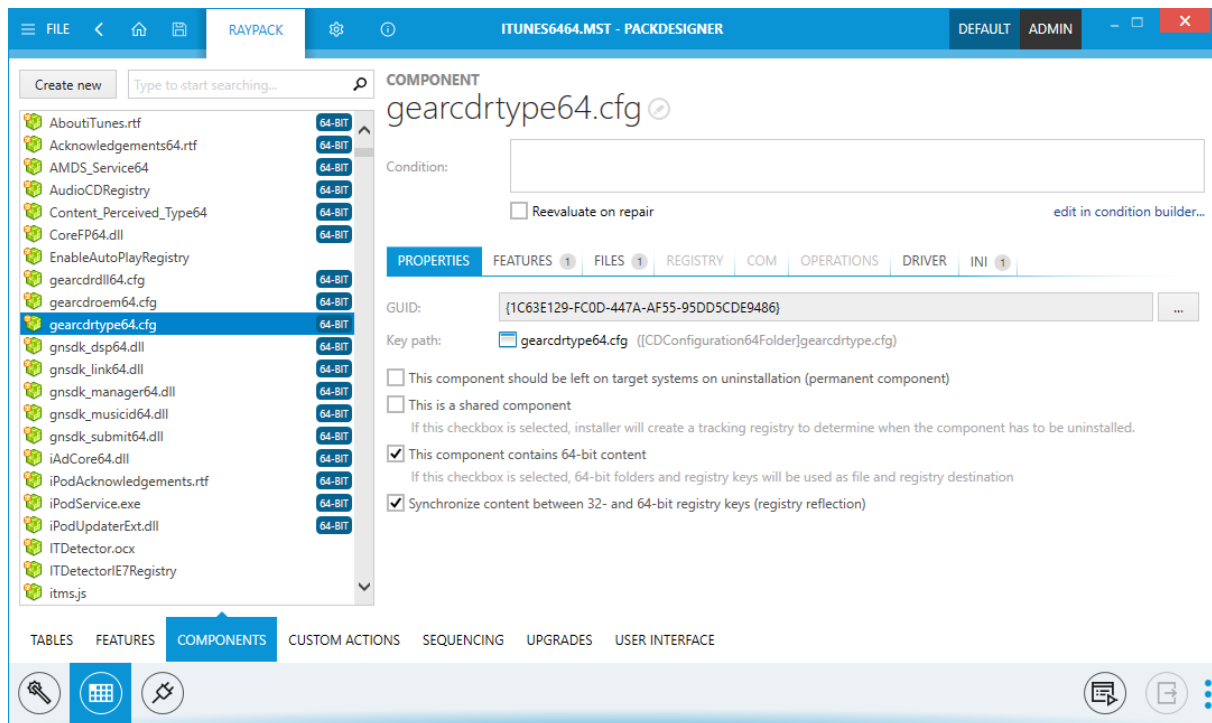 FILE
RAYPACK
ITUNES6464.MST - PACKDESIGNER
DEFAULT
ADMIN
Create new
Type to start searching...
AboutiTunes.rtf 64-BIT
Acknowledgements64.rtf 64-BIT
AMDS_Service64 64-BIT
AudioCDRegistry 64-BIT
Content_Perceived_Type64 64-BIT
CoreFP64.dll 64-BIT
EnableAutoPlayRegistry
gearcdrdll64.cfg 64-BIT
gearcdroem64.cfg 64-BIT
gearcdrtype64.cfg 64-BIT
gnsdk_dsp64.dll 64-BIT
gnsdk_link64.dll 64-BIT
gnsdk_manager64.dll 64-BIT
gnsdk_musicid64.dll 64-BIT
gnsdk_submit64.dll 64-BIT
iAdCore64.dll 64-BIT
iPodAcknowledgements.rtf 64-BIT
iPodService.exe 64-BIT
iPodUpdaterExt.dll 64-BIT
ITDetector.ocx
ITDetectorIE7Registry
itms.js
COMPONENT
gearcdrtype64.cfg
Condition:
Reevaluate on repair
edit in condition builder...
PROPERTIES FEATURES 1 FILES 1 REGISTRY COM OPERATIONS DRIVER INI 1
GUID: {1C63E129-FC0D-447A-AF55-95DD5CDE9486} ...
Key path: gearcdrtype64.cfg ([CDConfiguration64Folder]gearcdrtype.cfg)
This component should be left on target systems on uninstallation (permanent component)
This is a shared component
If this checkbox is selected, installer will create a tracking registry to determine when the component has to be uninstalled.
This component contains 64-bit content
If this checkbox is selected, 64-bit folders and registry keys will be used as file and registry destination
Synchronize content between 32- and 64-bit registry keys (registry reflection)
TABLES FEATURES COMPONENTS CUSTOM ACTIONS SEQUENCING UPGRADES USER INTERFACE